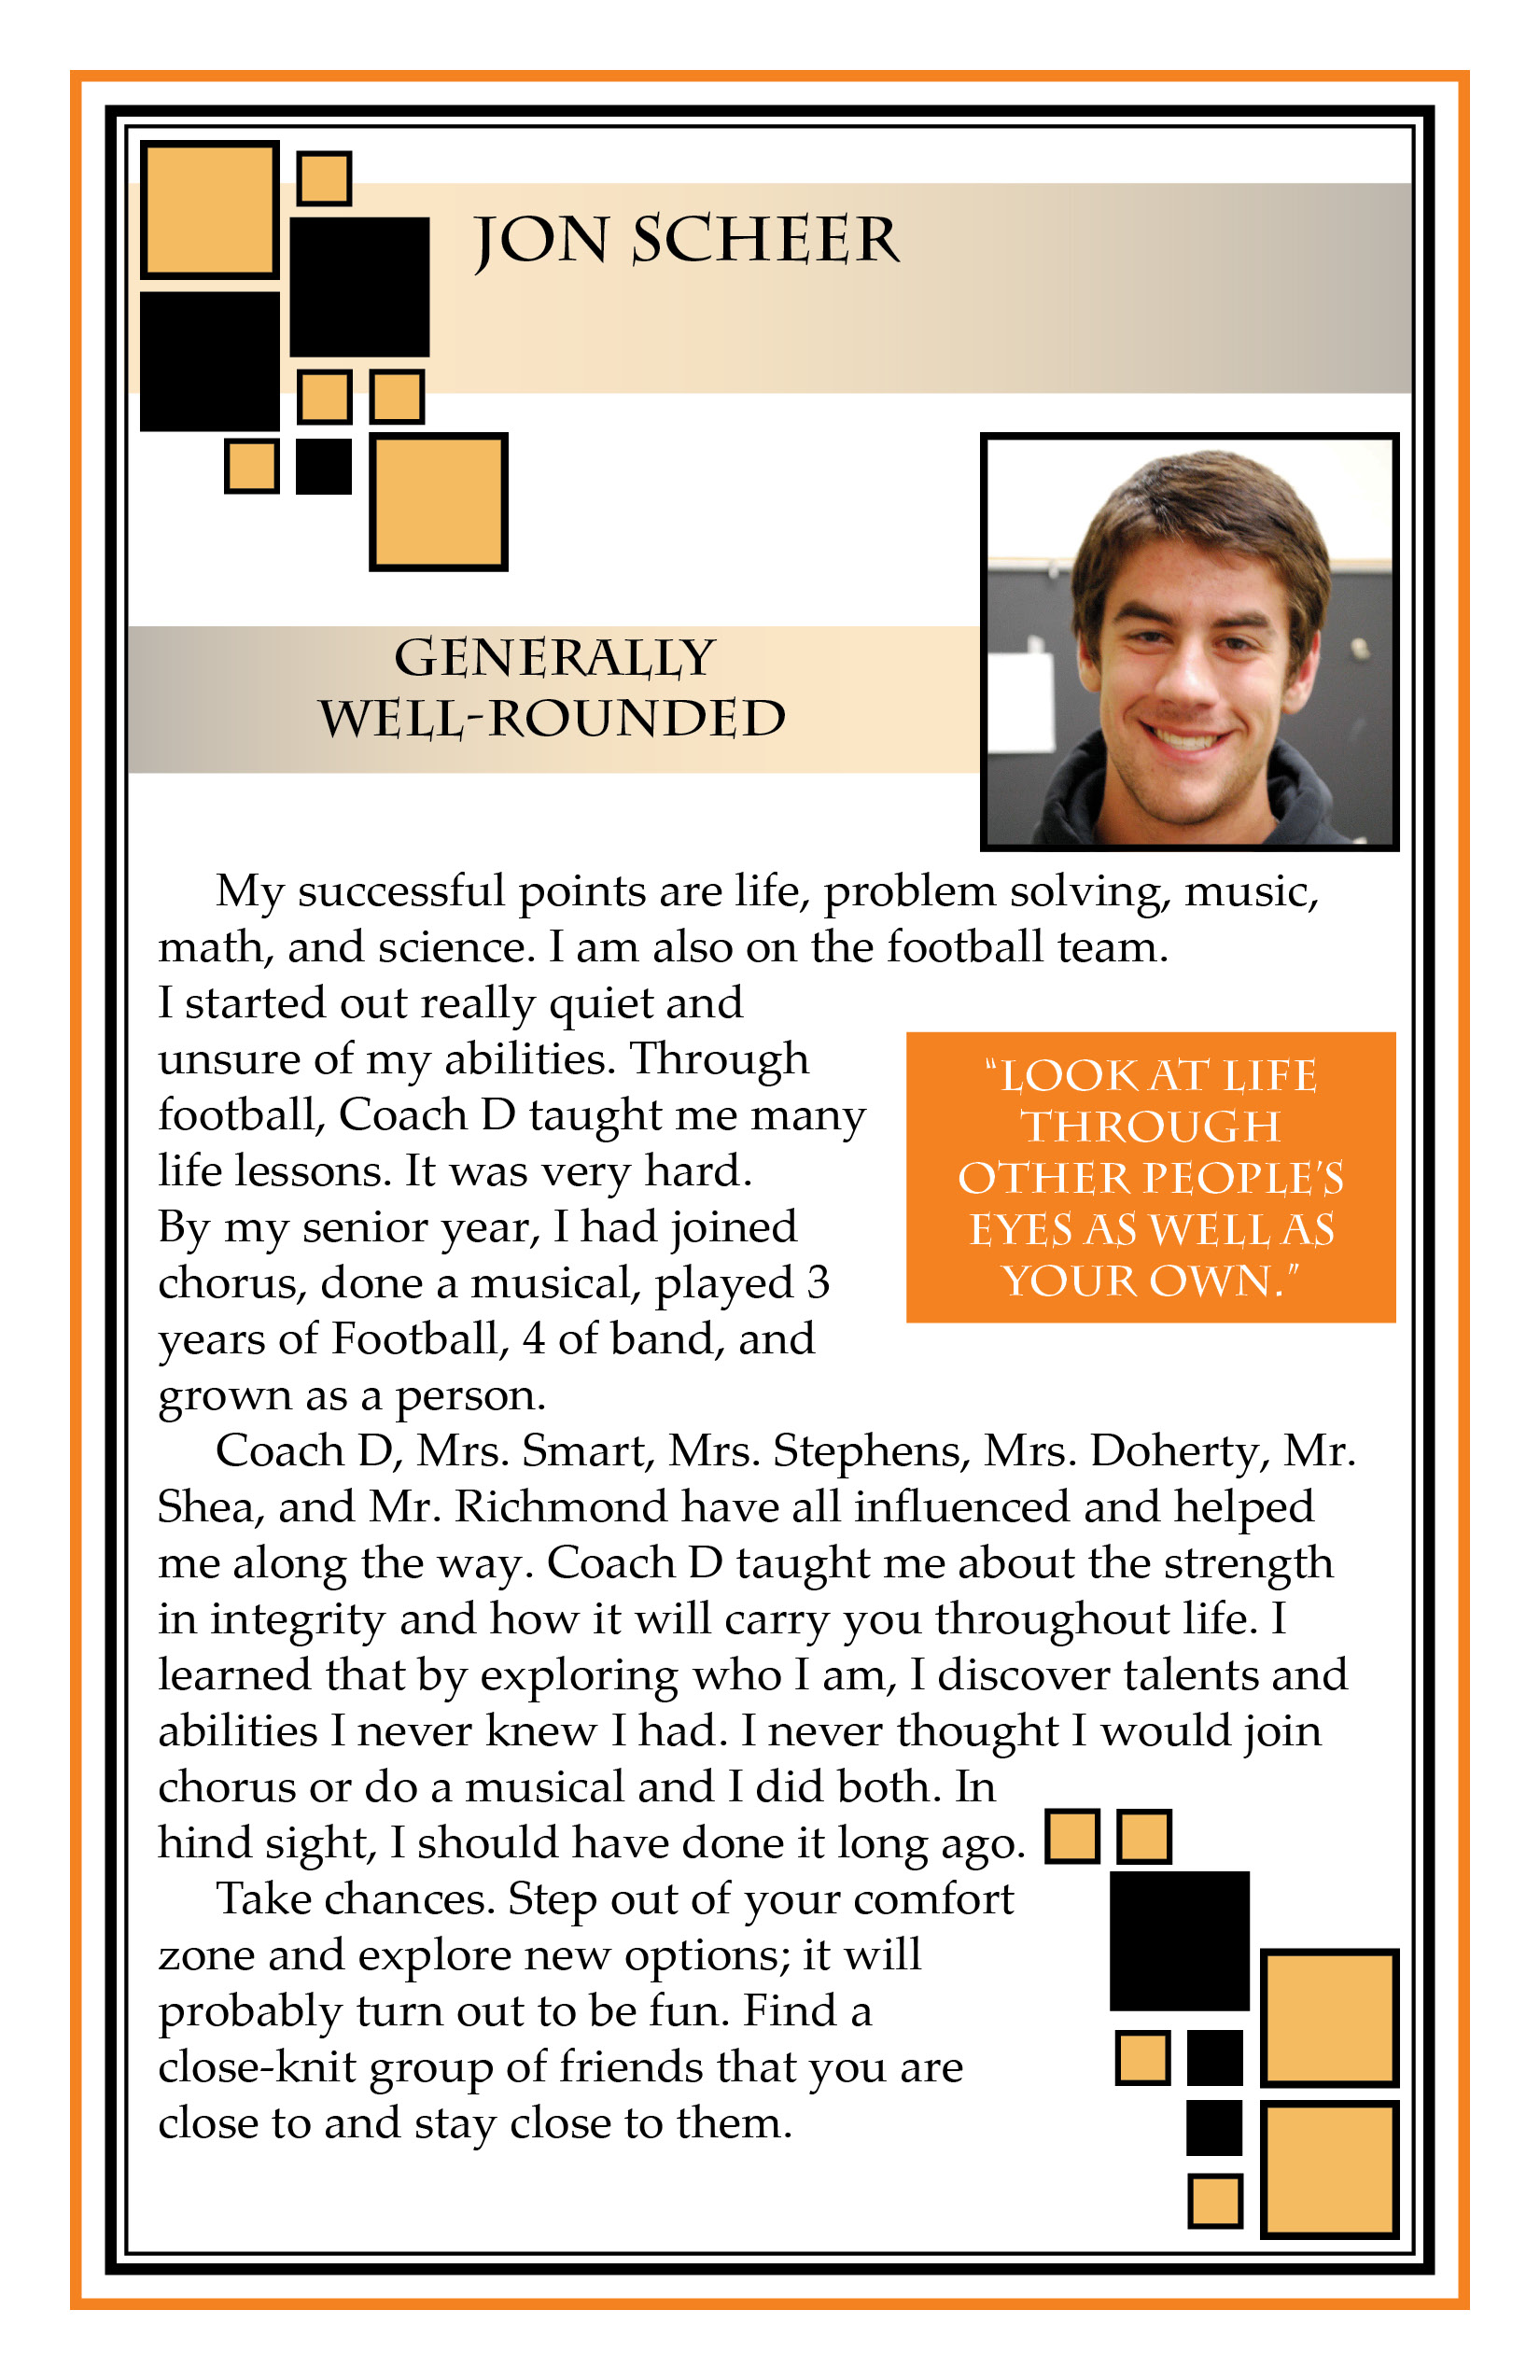 JON SCHEER
GENERALLY
WELL-ROUNDED
My successful points are life, problem solving, music,
math, and science. I am also on the football team.
I started out really quiet and
unsure of my abilities. Through
football, Coach D taught me many
life lessons. It was very hard.
By my senior year, I had joined
chorus, done a musical, played 3
years of Football, 4 of band, and
grown as a person.
"LOOK AT LIFE
THROUGH
OTHER PEOPLE'S
EYES AS WELL AS
YOUR OWN."
Coach D, Mrs. Smart, Mrs. Stephens, Mrs. Doherty, Mr.
Shea, and Mr. Richmond have all influenced and helped
me along the way. Coach D taught me about the strength
in integrity and how it will carry you throughout life. I
learned that by exploring who I am, I discover talents and
abilities I never knew I had. I never thought I would join
chorus or do a musical and I did both. In
hind sight, I should have done it long ago.
Take chances. Step out of your comfort
zone and explore new options; it will
probably turn out to be fun. Find a
close-knit group of friends that you are
close to and stay close to them.